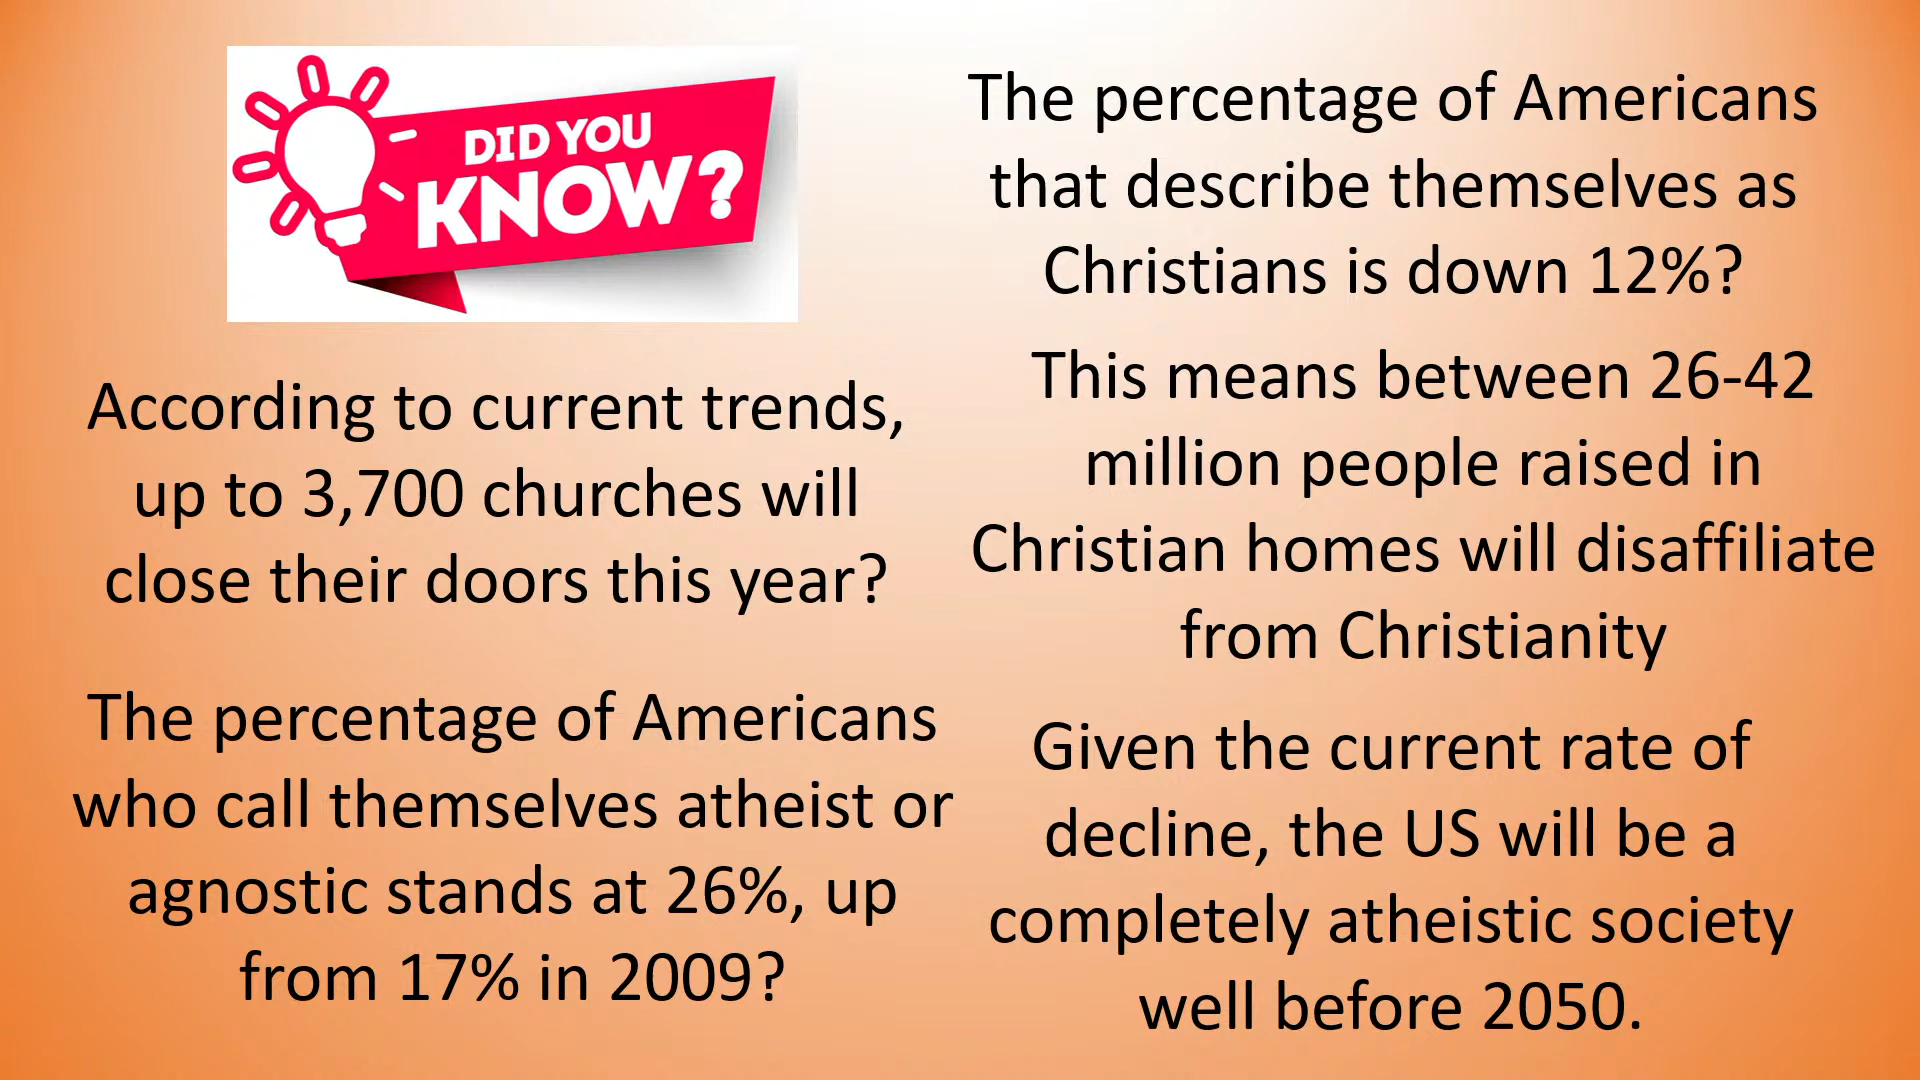 DID YOU
KNOW?
According to current trends,
up to 3,700 churches will
close their doors this year?
The percentage of Americans
who call themselves atheist or
agnostic stands at 26%, up
from 17% in 2009?
The percentage of Americans
that describe themselves as
Christians is down 12%?
This means between 26-42
million people raised in
Christian homes will disaffiliate
from Christianity
Given the current rate of
decline, the US will be a
completely atheistic society
well before 2050.